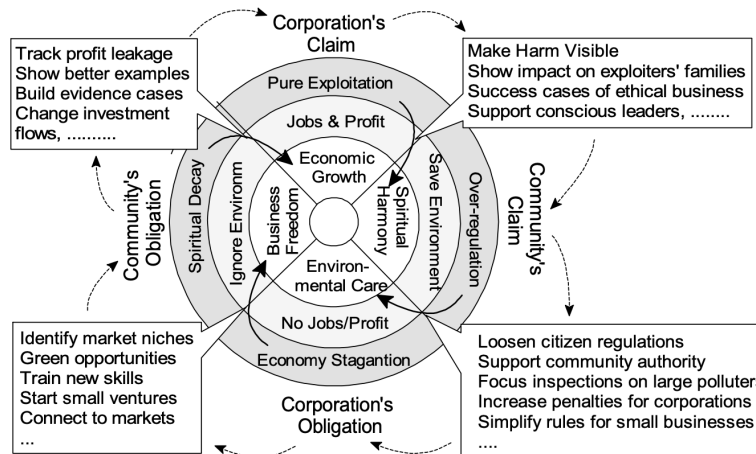 Corporation's
Claim
Track profit leakage
Show better examples
Build evidence cases
Change investment
flows, ..........
Make Harm Visible
Show impact on exploiters' families
Success cases of ethical business
Support conscious leaders, ........
Pure Exploitation
Jobs & Profit
Economic
Growth
Community's
Obligation
Spiritual Decay
Ignore Environm
Business
Freedom
Spiritual
Harmony
Save Environment
Over-regulation
Community's
Claim
Environ-
mental Care
No Jobs/Profit
Economy Stagantion
Identify market niches
Green opportunities
Train new skills
Start small ventures
Connect to markets
...
Loosen citizen regulations
Support community authority
Focus inspections on large polluter
Increase penalties for corporations
Simplify rules for small businesses
....
Corporation's
Obligation